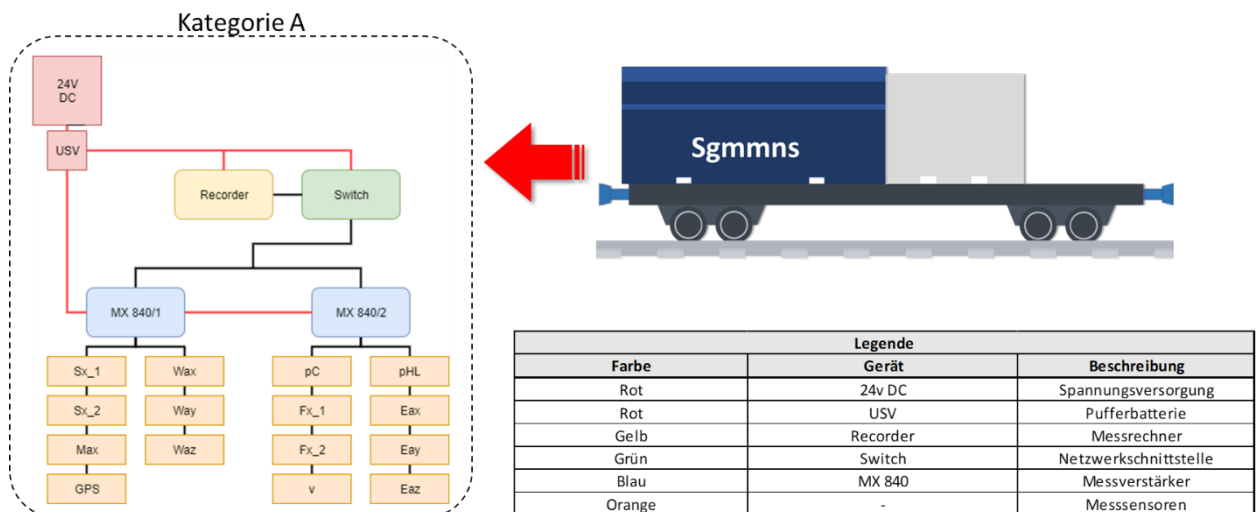 Kategorie A
24V
DC
USV
Recorder
Switch
MX 840/1
MX 840/2
Sx_1
Wax
pC
pHL
Sx_2
Way
Fx_1
Eax
Max
Waz
Fx_2
Eay
GPS
v
Eaz
Sgmmns
Legende
Farbe Gerät Beschreibung
Rot 24v DC Spannungsversorgung
Rot USV Pufferbatterie
Gelb Recorder Messrechner
Grün Switch Netzwerkschnittstelle
Blau MX 840 Messverstärker
Orange - Messsensoren